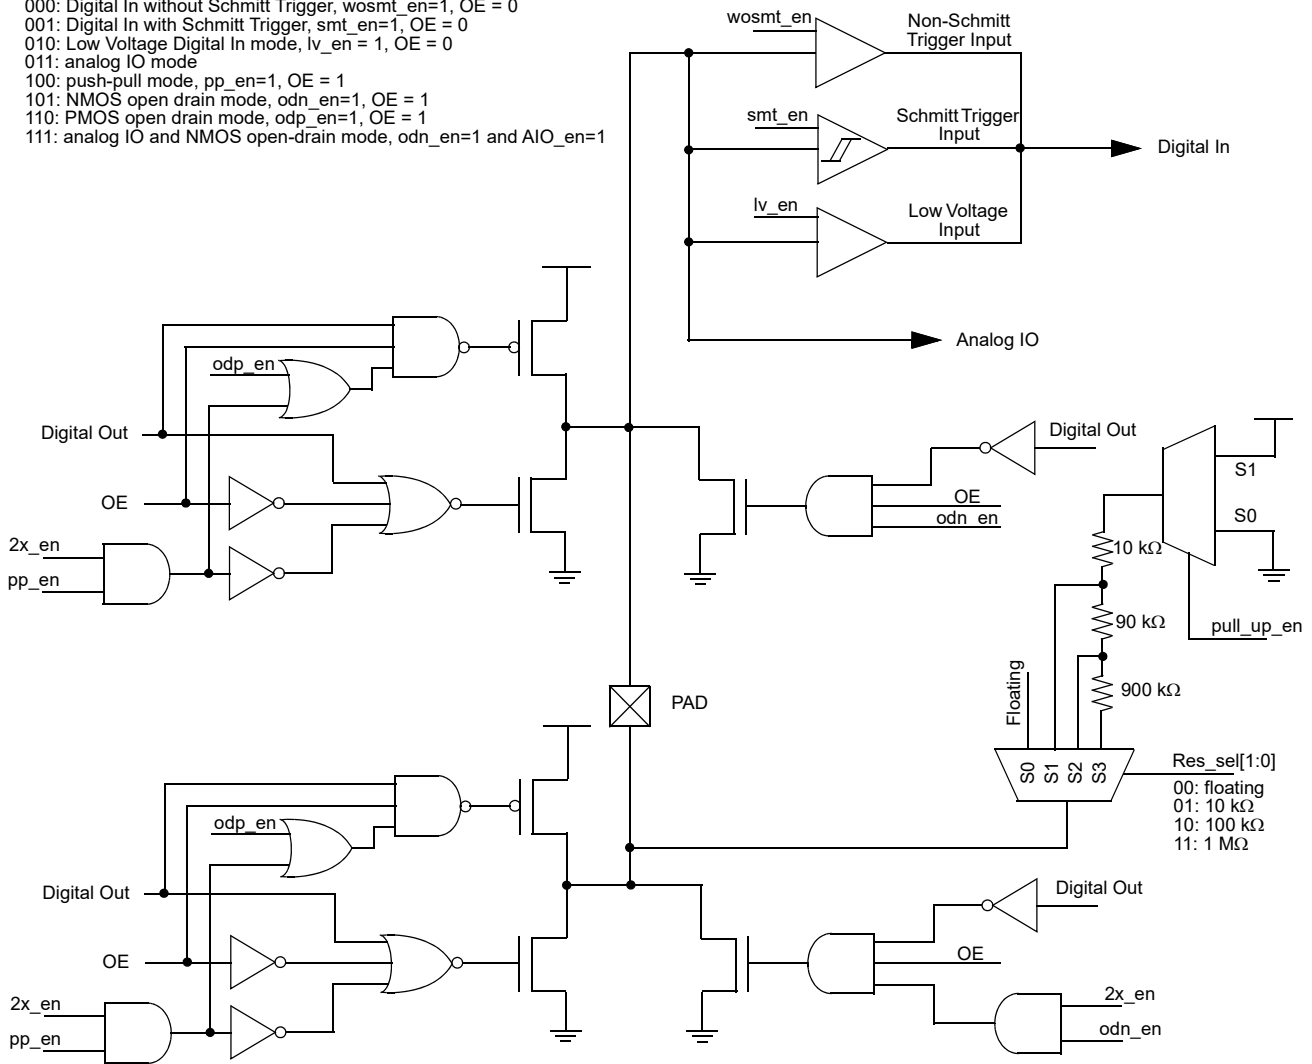 000: Digital In without Schmitt Trigger, wosmt_en=1, OE = 0
001: Digital In with Schmitt Trigger, smt_en=1, OE = 0
010: Low Voltage Digital In mode, lv_en = 1, OE = 0
011: analog IO mode
100: push-pull mode, pp_en=1, OE = 1
101: NMOS open drain mode, odn_en=1, OE = 1
110: PMOS open drain mode, odp_en=1, OE = 1
111: analog IO and NMOS open-drain mode, odn_en=1 and AIO_en=1
wosmt_en
Non-Schmitt
Trigger Input
smt_en
Schmitt Trigger
Input
Digital In
lv_en
Low Voltage
Input
Analog IO
odp_en
Digital Out
OE
2x_en
pp_en
Digital Out
OE
odn_en
S1
S0
10 kΩ
90 kΩ
pull_up_en
900 kΩ
Floating
PAD
S0
S1
S2
S3
Res_sel[1:0]
00: floating
01: 10 kΩ
10: 100 kΩ
11: 1 MΩ
odp_en
Digital Out
OE
2x_en
pp_en
Digital Out
OE
2x_en
odn_en